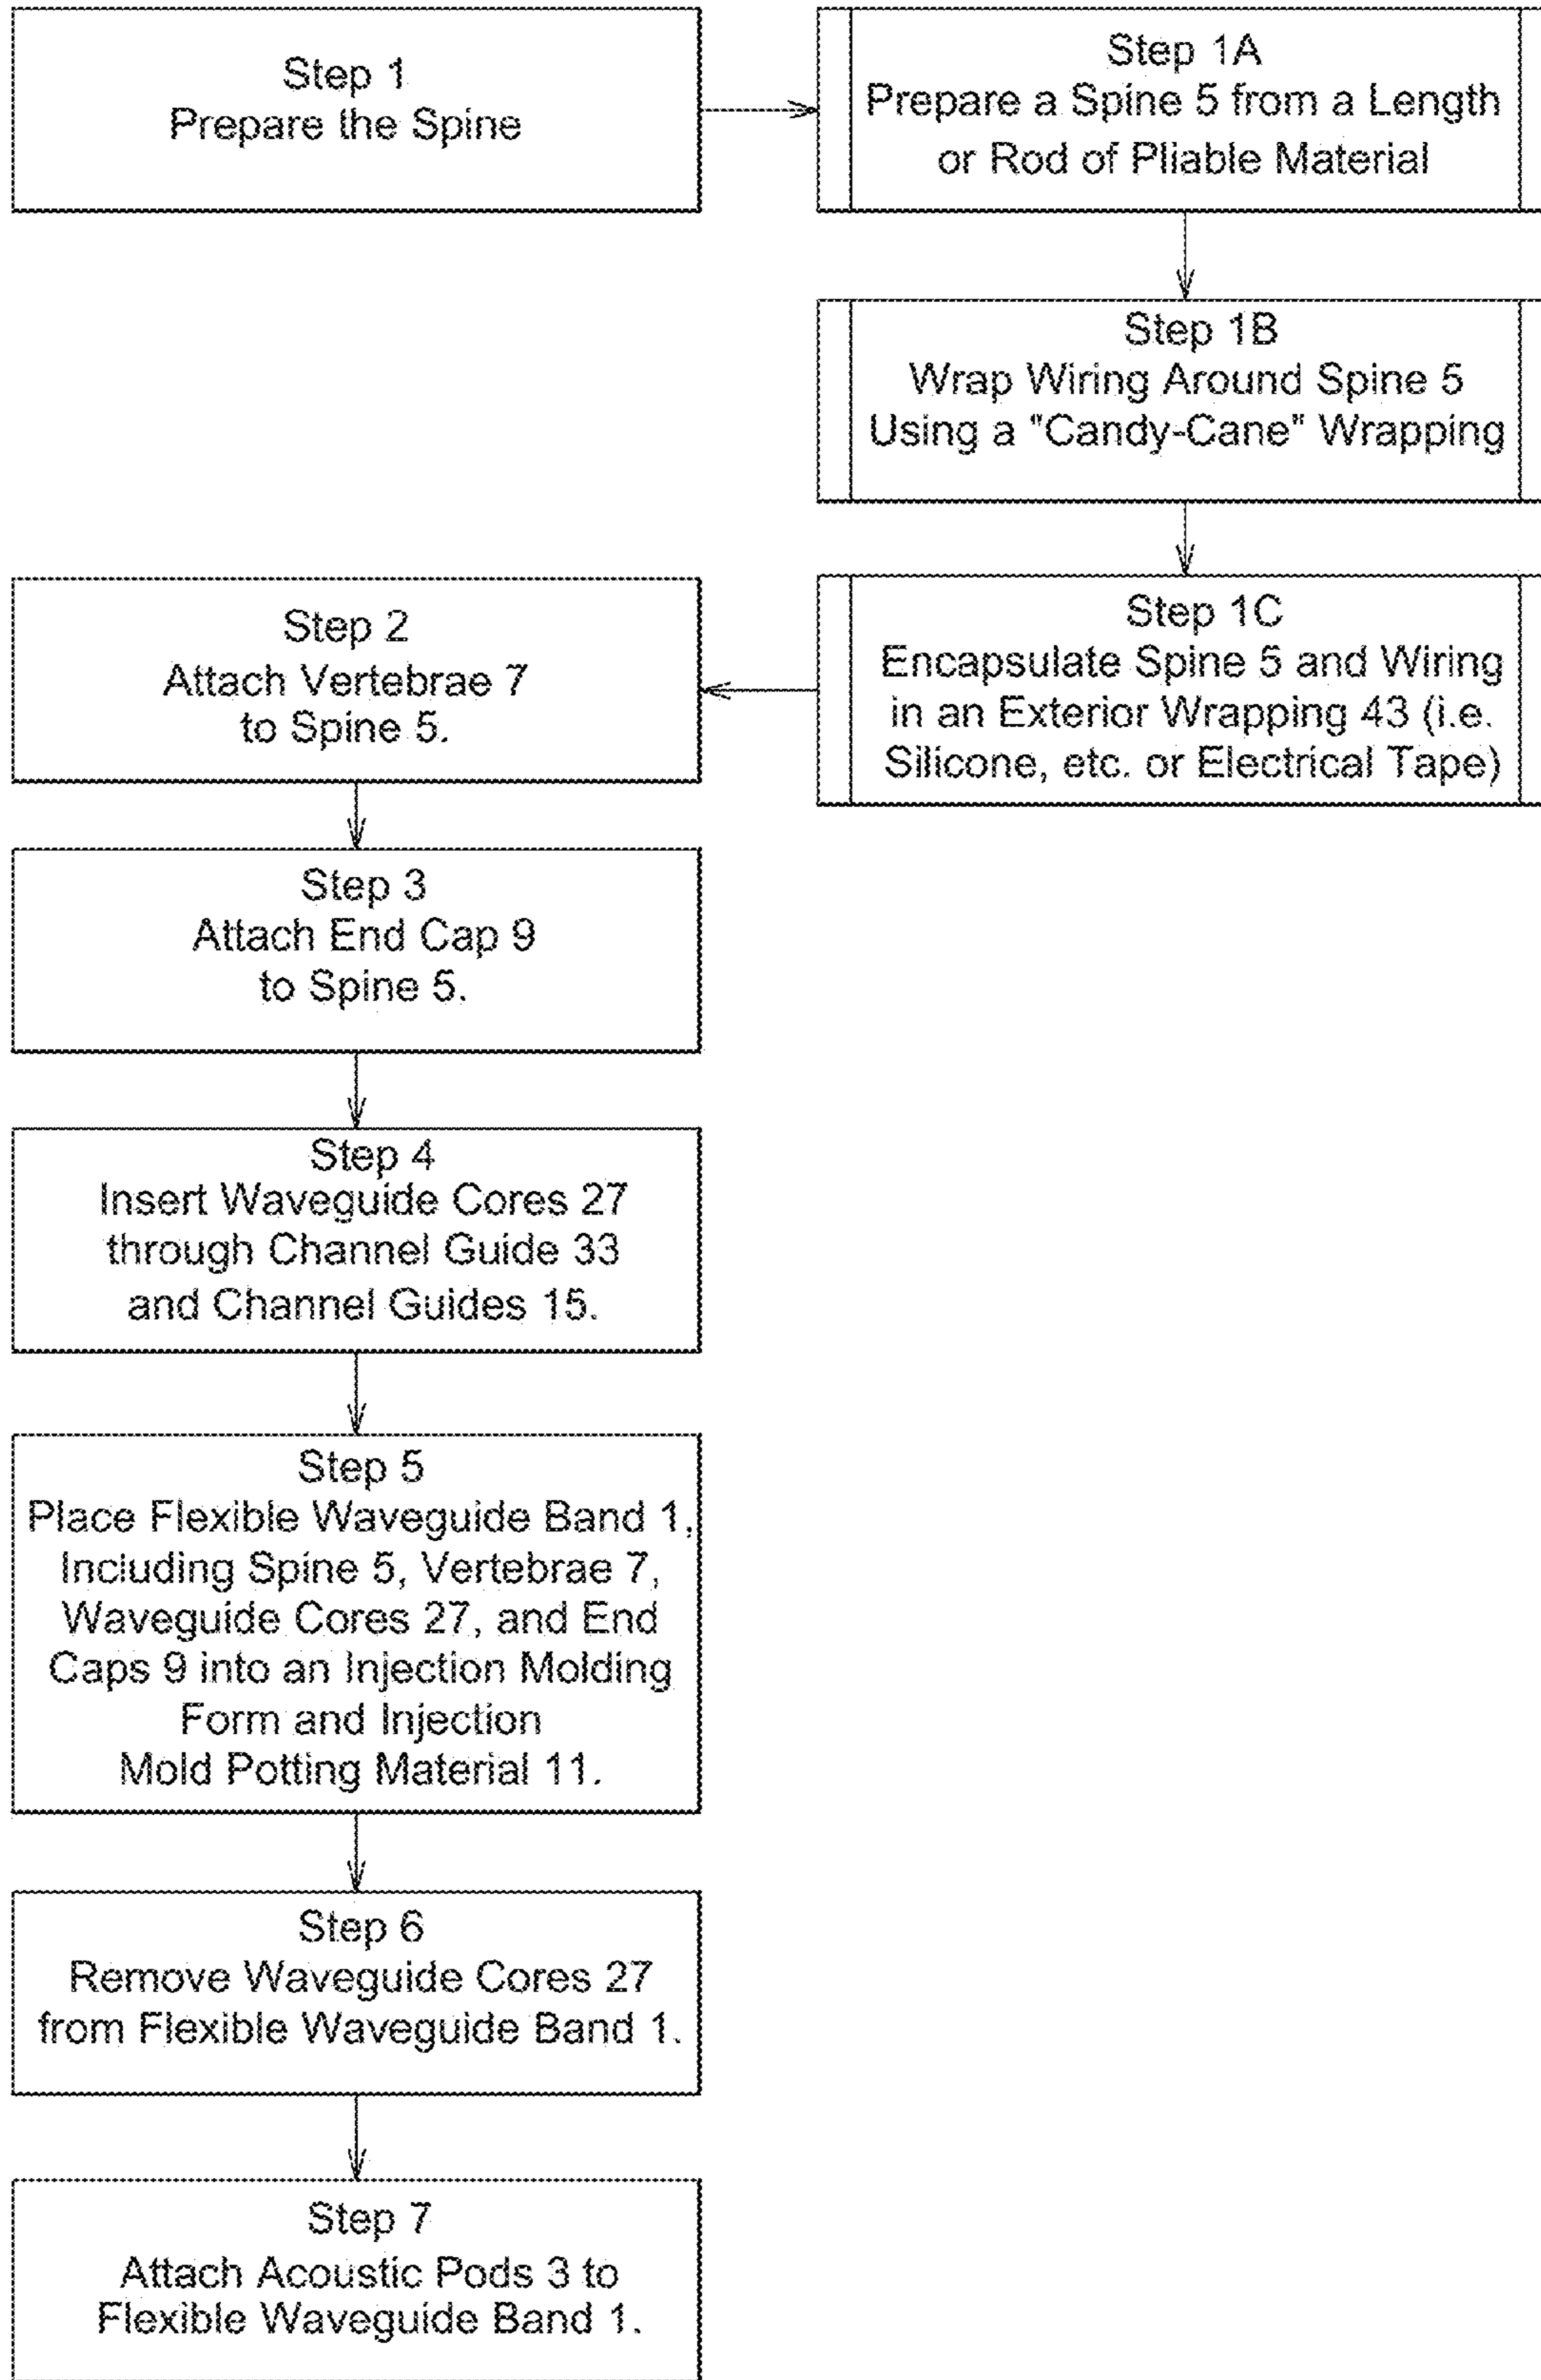 Step 1
Prepare the Spine
Step 1A
Prepare a Spine 5 from a Length
or Rod of Pliable Material
Step 1B
Wrap Wiring Around Spine 5
Using a "Candy-Cane" Wrapping
Step 1C
Encapsulate Spine 5 and Wiring
in an Exterior Wrapping 43 (i.e.
Silicone, etc. or Electrical Tape)
Step 2
Attach Vertebrae 7
to Spine 5.
Step 3
Attach End Cap 9
to Spine 5.
Step 4
Insert Waveguide Cores 27
through Channel Guide 33
and Channel Guides 15.
Step 5
Place Flexible Waveguide Band 1,
Including Spine 5, Vertebrae 7,
Waveguide Cores 27, and End
Caps 9 into an Injection Molding
Form and Injection
Mold Potting Material 11.
Step 6
Remove Waveguide Cores 27
from Flexible Waveguide Band 1.
Step 7
Attach Acoustic Pods 3 to
Flexible Waveguide Band 1.